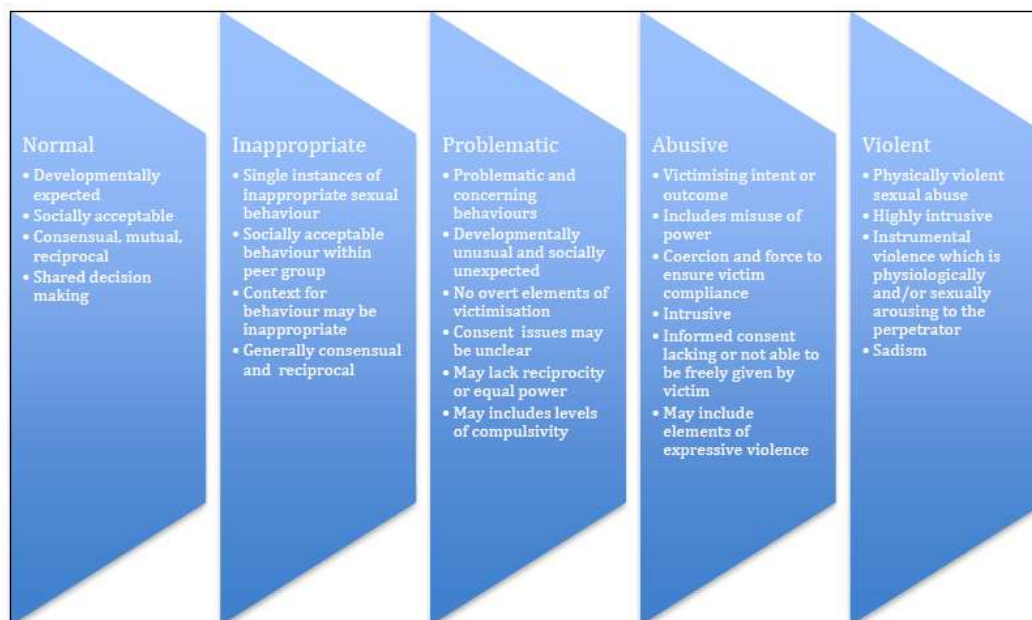 Normal
• Developmentally
expected
• Socially acceptable
• Consensual, mutual,
reciprocal
• Shared decision
making
Inappropriate
• Single instances of
inappropriate sexual
behaviour
• Socially acceptable
behaviour within
peer group
• Context for
behaviour may be
inappropriate
• Generally consensual
and reciprocal
Problematic
• Problematic and
concerning
behaviours
• Developmentally
unusual and socially
unexpected
• No overt elements of
victimisation
• Consent issues may
be unclear
• May lack reciprocity
or equal power
• May includes levels
of compulsivity
Abusive
• Victimising intent or
outcome
• Includes misuse of
power
• Coercion and force to
ensure victim
compliance
• Intrusive
• Informed consent
lacking or not able to
be freely given by
victim
• May include
elements of
expressive violence
Violent
• Physically violent
sexual abuse
• Highly intrusive
• Instrumental
violence which is
physiologically
and/or sexually
arousing to the
perpetrator
• Sadism